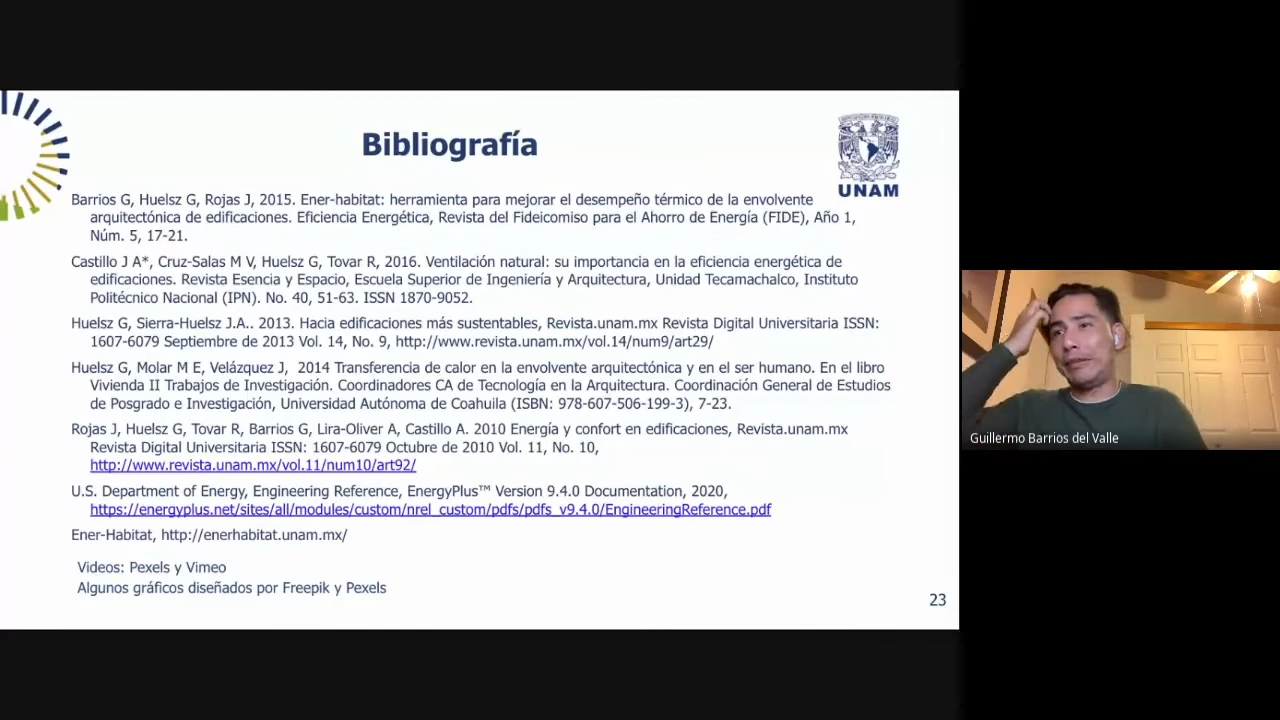 Bibliografía
UNAM
Barrios G, Huelsz G, Rojas J, 2015. Ener-habitat: herramienta para mejorar el desempeño térmico de la envolvente
arquitectónica de edificaciones. Eficiencia Energética, Revista del Fideicomiso para el Ahorro de Energía (FIDE), Año 1,
Núm. 5, 17-21.
Castillo J A*, Cruz-Salas M V, Huelsz G, Tovar R, 2016. Ventilación natural: su importancia en la eficiencia energética de
edificaciones. Revista Esencia y Espacio, Escuela Superior de Ingeniería y Arquitectura, Unidad Tecamachalco, Instituto
Politécnico Nacional (IPN). No. 40, 51-63. ISSN 1870-9052.
Huelsz G, Sierra-Huelsz J.A.. 2013. Hacia edificaciones más sustentables, Revista.unam.mx Revista Digital Universitaria ISSN:
1607-6079 Septiembre de 2013 Vol. 14, No. 9, http://www.revista.unam.mx/vol.14/num9/art29/
Huelsz G, Molar M E, Velázquez J, 2014 Transferencia de calor en la envolvente arquitectónica y en el ser humano. En el libro
Vivienda II Trabajos de Investigación. Coordinadores CA de Tecnología en la Arquitectura. Coordinación General de Estudios
de Posgrado e Investigación, Universidad Autónoma de Coahuila (ISBN: 978-607-506-199-3), 7-23.
Rojas J, Huelsz G, Tovar R, Barrios G, Lira-Oliver A, Castillo A. 2010 Energía y confort en edificaciones, Revista.unam.mx
Revista Digital Universitaria ISSN: 1607-6079 Octubre de 2010 Vol. 11, No. 10,
http://www.revista.unam.mx/vol.11/num10/art92/
U.S. Department of Energy, Engineering Reference, EnergyPlus™ Version 9.4.0 Documentation, 2020,
https://energyplus.net/sites/all/modules/custom/nrel_custom/pdfs/pdfs_v9.4.0/EngineeringReference.pdf
Ener-Habitat, http://enerhabitat.unam.mx/
Videos: Pexels y Vimeo
Algunos gráficos diseñados por Freepik y Pexels
23
Guillermo Barrios del Valle